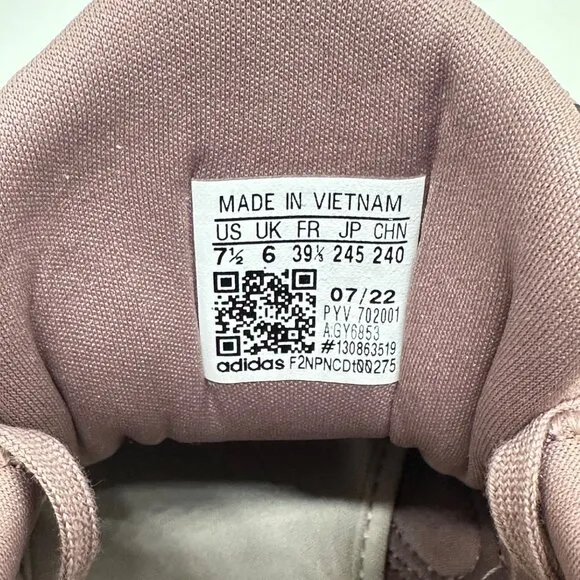 MADE IN VIETNAM
US UK FR JP CHN
7½ 6 39⅓ 245 240
07/22
PYV 702001
A:GY6853
#130863519
adidas F2NPNCDt00275